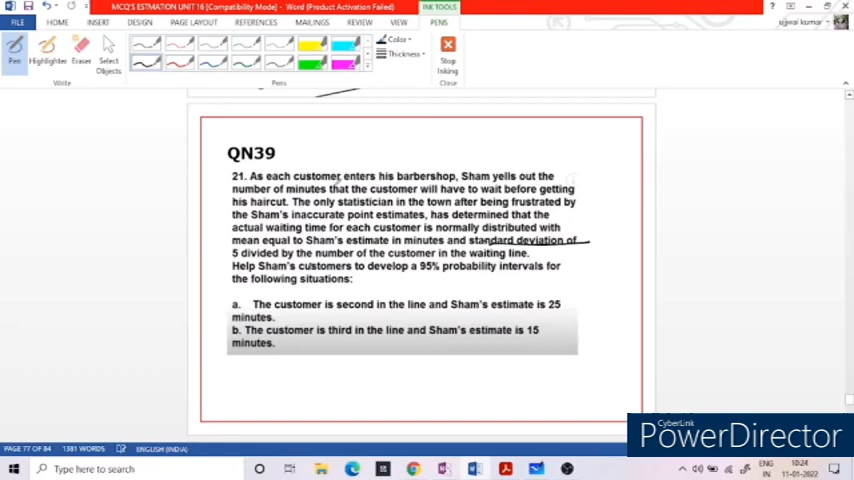 MCQ'S ESTMATION UNIT 16 [Compatibility Mode] - Word (Product Activation Failed)
INK TOOLS
FILE HOME INSERT DESIGN PAGE LAYOUT REFERENCES MAILINGS REVIEW VIEW PENS
ujjwal kumar
Pen Highlighter Eraser Select Objects
Color
Thickness
Stop Inking
Write Pens Close
QN39
21. As each customer enters his barbershop, Sham yells out the
number of minutes that the customer will have to wait before getting
his haircut. The only statistician in the town after being frustrated by
the Sham's inaccurate point estimates, has determined that the
actual waiting time for each customer is normally distributed with
mean equal to Sham's estimate in minutes and standard deviation of
5 divided by the number of the customer in the waiting line.
Help Sham's customers to develop a 95% probability intervals for
the following situations:
a. The customer is second in the line and Sham's estimate is 25
minutes.
b. The customer is third in the line and Sham's estimate is 15
minutes.
CyberLink
PowerDirector
PAGE 77 OF 84 1381 WORDS ENGLISH (INDIA)
Type here to search
ENG
IN
10:24
11-01-2022